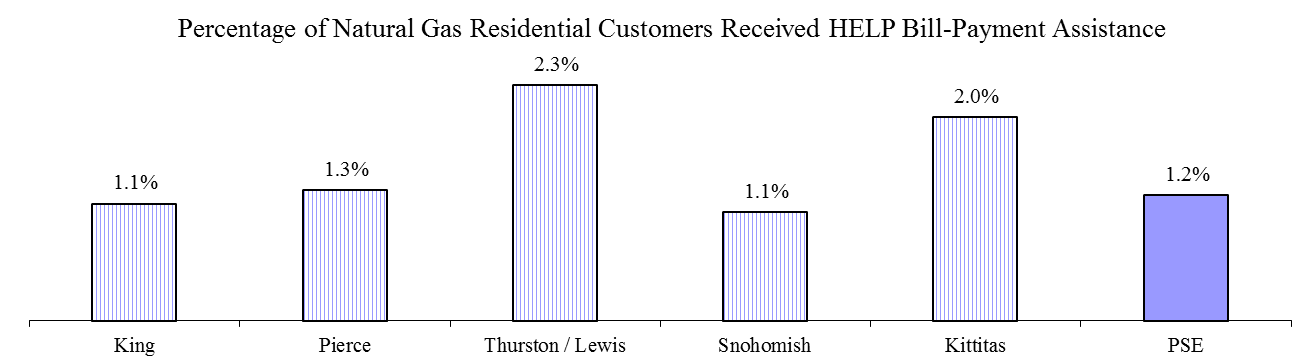 Percentage of Natural Gas Residential Customers Received HELP Bill-Payment Assistance
2.3%
2.0%
1.3%
1.2%
1.1%
1.1%
King
Pierce
Thurston / Lewis
Snohomish
Kittitas
PSE